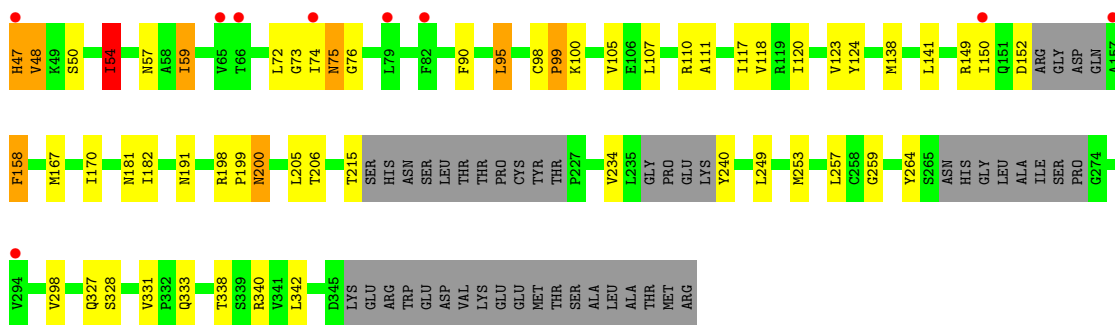 H47 V48 K49 S50 I54 N57 A58 I59 V65 T66 L72 G73 I74 N75 G76 L79 F82 F90 L95 C98 P99 K100 V105 E106 L107 R110 A111 I117 V118 R119 I120 V123 Y124 M138 L141 R149 I150 Q151 D152 ARG GLY ASP GLN A157
F158 M167 I170 N181 I182 N191 R198 P199 N200 L205 T206 T215 SER HIS ASN SER LEU THR THR PRO CYS TYR THR P227 V234 L235 GLY PRO GLU LYS Y240 L249 M253 L257 C258 G259 Y264 S265 ASN HIS GLY LEU ALA ILE SER PRO G274
V294 V298 Q327 S328 V331 P332 Q333 T338 S339 R340 V341 L342 D345 LYS GLU ARG TRP GLU ASP VAL LYS GLU GLU MET THR SER ALA LEU ALA THR MET ARG